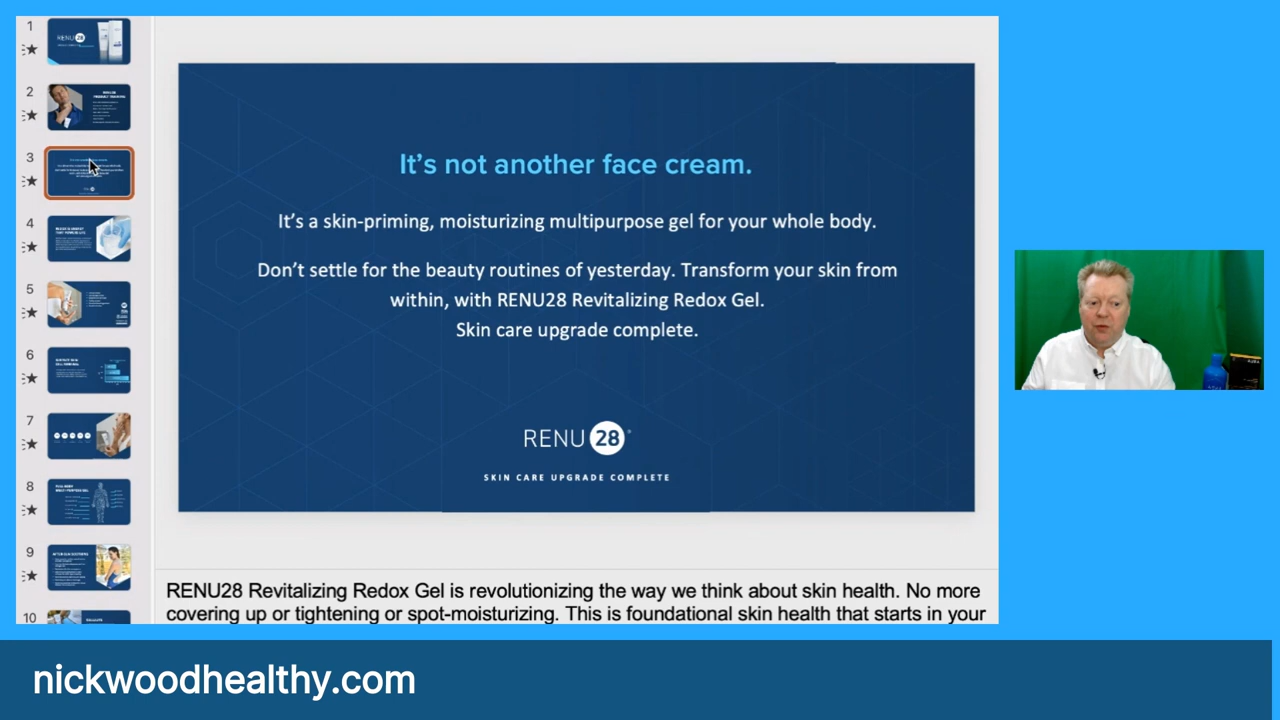 1
2
3
4
5
6
7
8
9
10
RENU 28
It's not another face cream.
It's a skin-priming, moisturizing multipurpose gel for your whole body.
Don't settle for the beauty routines of yesterday. Transform your skin from
within, with RENU28 Revitalizing Redox Gel.
Skin care upgrade complete.
RENU 28
SKIN CARE UPGRADE COMPLETE
RENU28 Revitalizing Redox Gel is revolutionizing the way we think about skin health. No more
covering up or tightening or spot-moisturizing. This is foundational skin health that starts in your
nickwoodhealthy.com